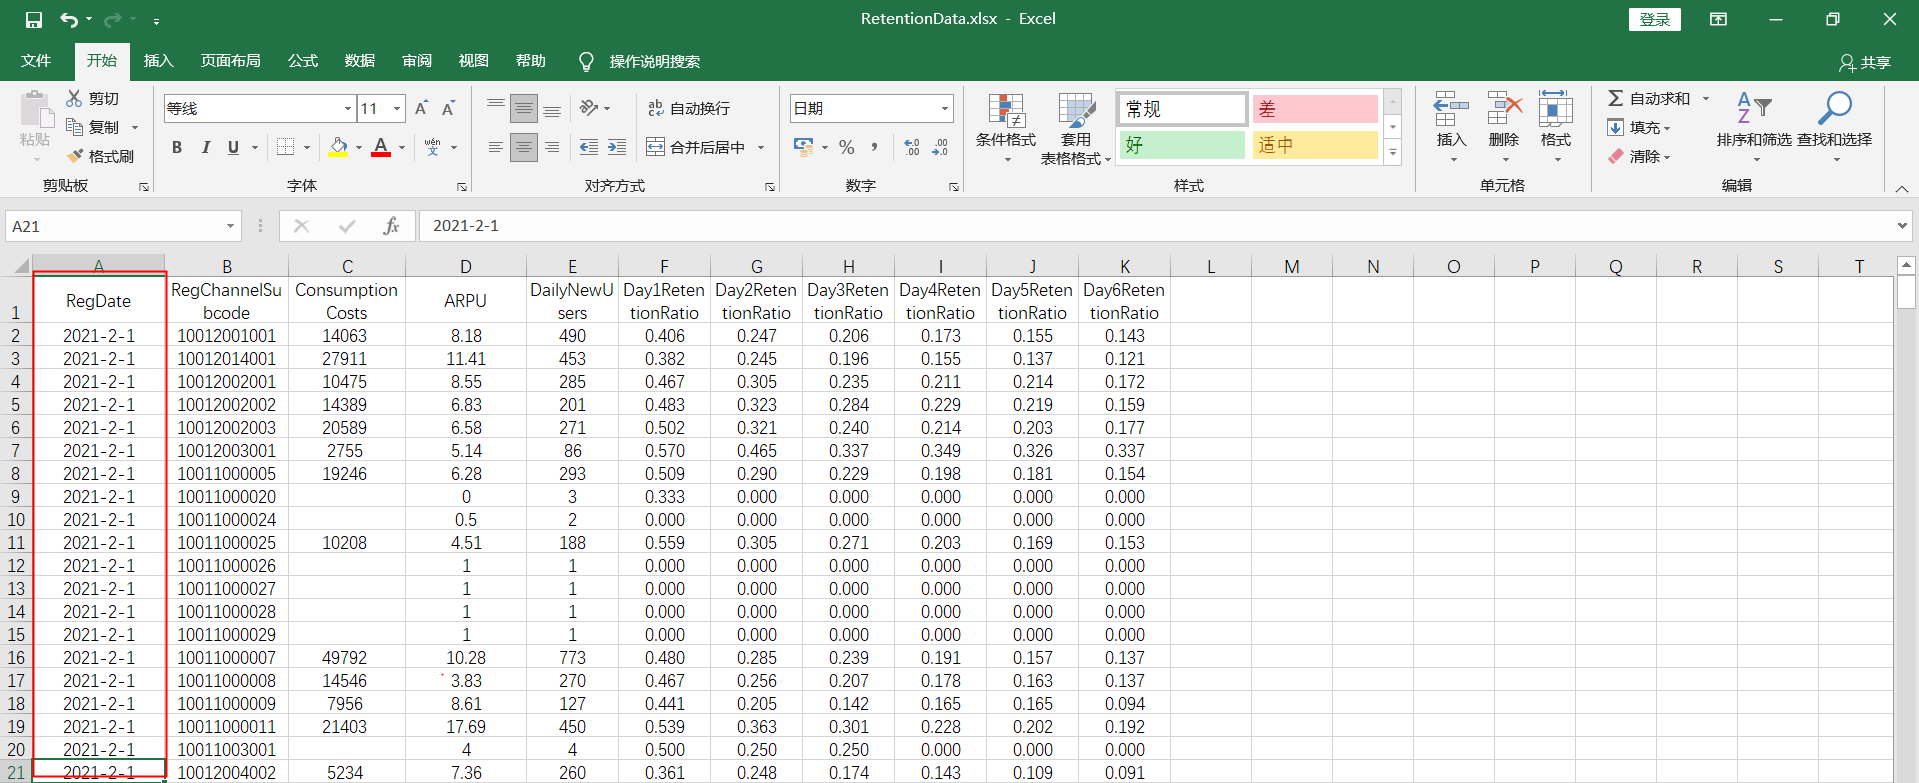 RetentionData.xlsx - Excel
登录
文件 开始 插入 页面布局 公式 数据 审阅 视图 帮助 操作说明搜索 共享
粘贴 剪切 复制 格式刷 剪贴板
等线 11 B I U A wén 文 字体
ab 自动换行 合并后居中 对齐方式
日期 % 数字
条件格式 套用 表格格式 常规 差 好 适中 样式
插入 删除 格式 单元格
自动求和 填充 清除 排序和筛选 查找和选择 编辑
A21 fx 2021-2-1
A B C D E F G H I J K L M N O P Q R S T
1 RegDate RegChannelSubcode ConsumptionCosts ARPU DailyNewUsers Day1RetentionRatio Day2RetentionRatio Day3RetentionRatio Day4RetentionRatio Day5RetentionRatio Day6RetentionRatio
2 2021-2-1 10012001001 14063 8.18 490 0.406 0.247 0.206 0.173 0.155 0.143
3 2021-2-1 10012014001 27911 11.41 453 0.382 0.245 0.196 0.155 0.137 0.121
4 2021-2-1 10012002001 10475 8.55 285 0.467 0.305 0.235 0.211 0.214 0.172
5 2021-2-1 10012002002 14389 6.83 201 0.483 0.323 0.284 0.229 0.219 0.159
6 2021-2-1 10012002003 20589 6.58 271 0.502 0.321 0.240 0.214 0.203 0.177
7 2021-2-1 10012003001 2755 5.14 86 0.570 0.465 0.337 0.349 0.326 0.337
8 2021-2-1 10011000005 19246 6.28 293 0.509 0.290 0.229 0.198 0.181 0.154
9 2021-2-1 10011000020 0 3 0.333 0.000 0.000 0.000 0.000 0.000
10 2021-2-1 10011000024 0.5 2 0.000 0.000 0.000 0.000 0.000 0.000
11 2021-2-1 10011000025 10208 4.51 188 0.559 0.305 0.271 0.203 0.169 0.153
12 2021-2-1 10011000026 1 1 0.000 0.000 0.000 0.000 0.000 0.000
13 2021-2-1 10011000027 1 1 0.000 0.000 0.000 0.000 0.000 0.000
14 2021-2-1 10011000028 1 1 0.000 0.000 0.000 0.000 0.000 0.000
15 2021-2-1 10011000029 1 1 0.000 0.000 0.000 0.000 0.000 0.000
16 2021-2-1 10011000007 49792 10.28 773 0.480 0.285 0.239 0.191 0.157 0.137
17 2021-2-1 10011000008 14546 3.83 270 0.467 0.256 0.207 0.178 0.163 0.137
18 2021-2-1 10011000009 7956 8.61 127 0.441 0.205 0.142 0.165 0.165 0.094
19 2021-2-1 10011000011 21403 17.69 450 0.539 0.363 0.301 0.228 0.202 0.192
20 2021-2-1 10011003001 4 4 0.500 0.250 0.250 0.000 0.000 0.000
21 2021-2-1 10012004002 5234 7.36 260 0.361 0.248 0.174 0.143 0.109 0.091